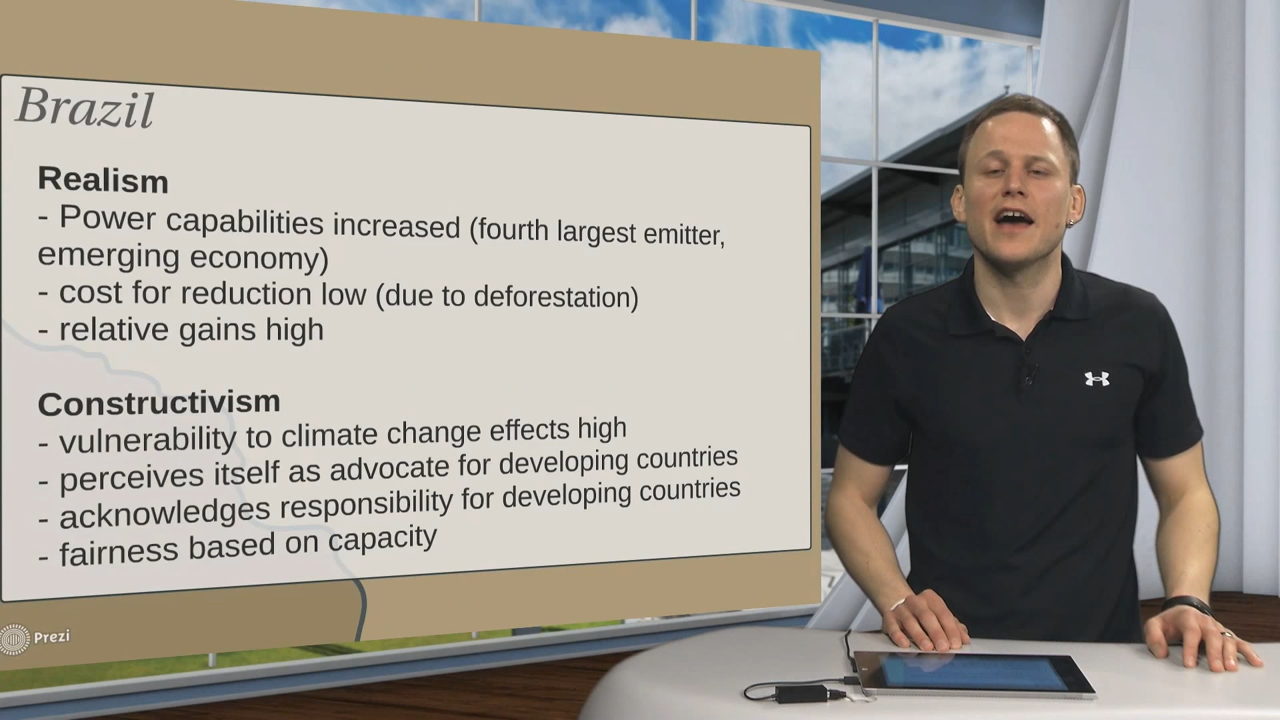 Brazil
Realism
- Power capabilities increased (fourth largest emitter,
emerging economy)
- cost for reduction low (due to deforestation)
- relative gains high
Constructivism
- vulnerability to climate change effects high
- perceives itself as advocate for developing countries
- acknowledges responsibility for developing countries
- fairness based on capacity
Prezi